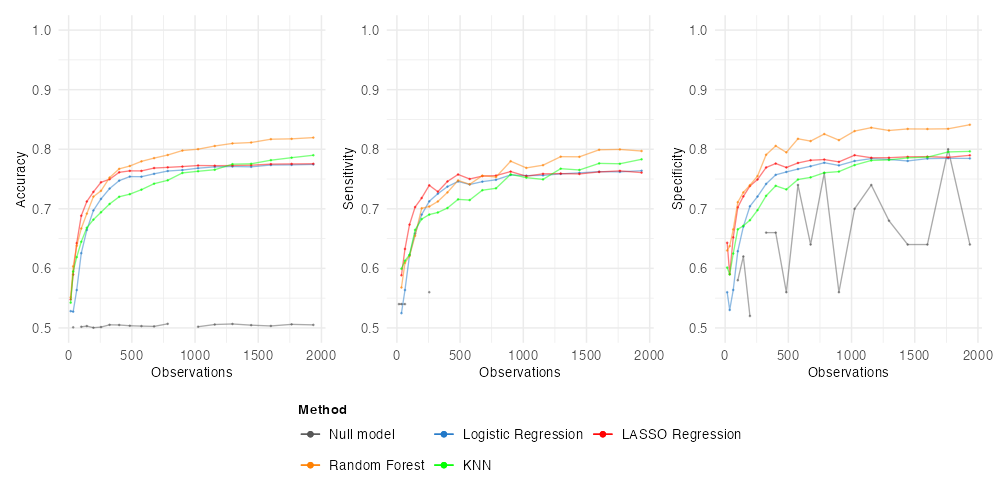 1.0
0.9
0.8
0.7
0.6
0.5
Accuracy
0 500 1000 1500 2000
Observations
1.0
0.9
0.8
0.7
0.6
0.5
Sensitivity
0 500 1000 1500 2000
Observations
1.0
0.9
0.8
0.7
0.6
0.5
Specificity
0 500 1000 1500 2000
Observations
Method
Null model Logistic Regression LASSO Regression
Random Forest KNN